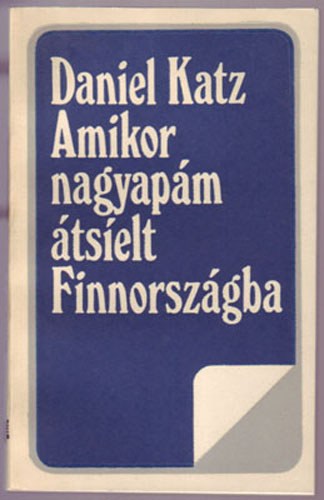 Daniel Katz
Amikor
nagyapám
átsíelt
Finnországba